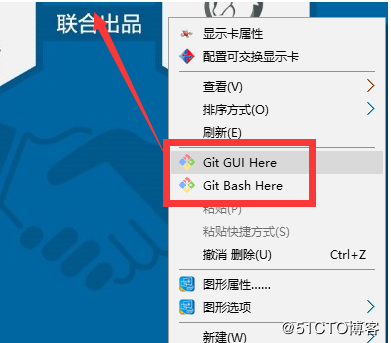 联合出品
显示卡属性
配置可交换显示卡
查看(V)
排序方式(O)
刷新(E)
Git GUI Here
Git Bash Here
粘贴(P)
粘贴快捷方式(S)
撤消 删除(U) Ctrl+Z
图形属性......
图形选项
新建(W)
@51CTO博客